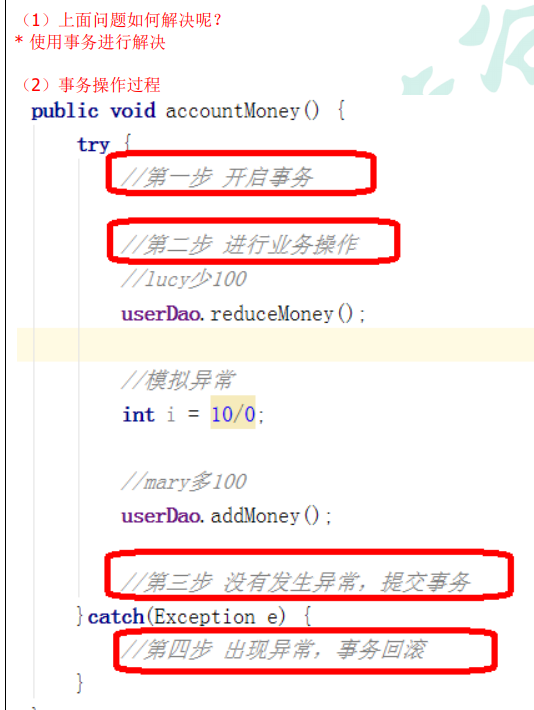 （1）上面问题如何解决呢？
* 使用事务进行解决
（2）事务操作过程
public void accountMoney() {
try {
//第一步 开启事务
//第二步 进行业务操作
//lucy少100
userDao.reduceMoney();
//模拟异常
int i = 10/0;
//mary多100
userDao.addMoney();
//第三步 没有发生异常，提交事务
}catch(Exception e) {
//第四步 出现异常，事务回滚
}